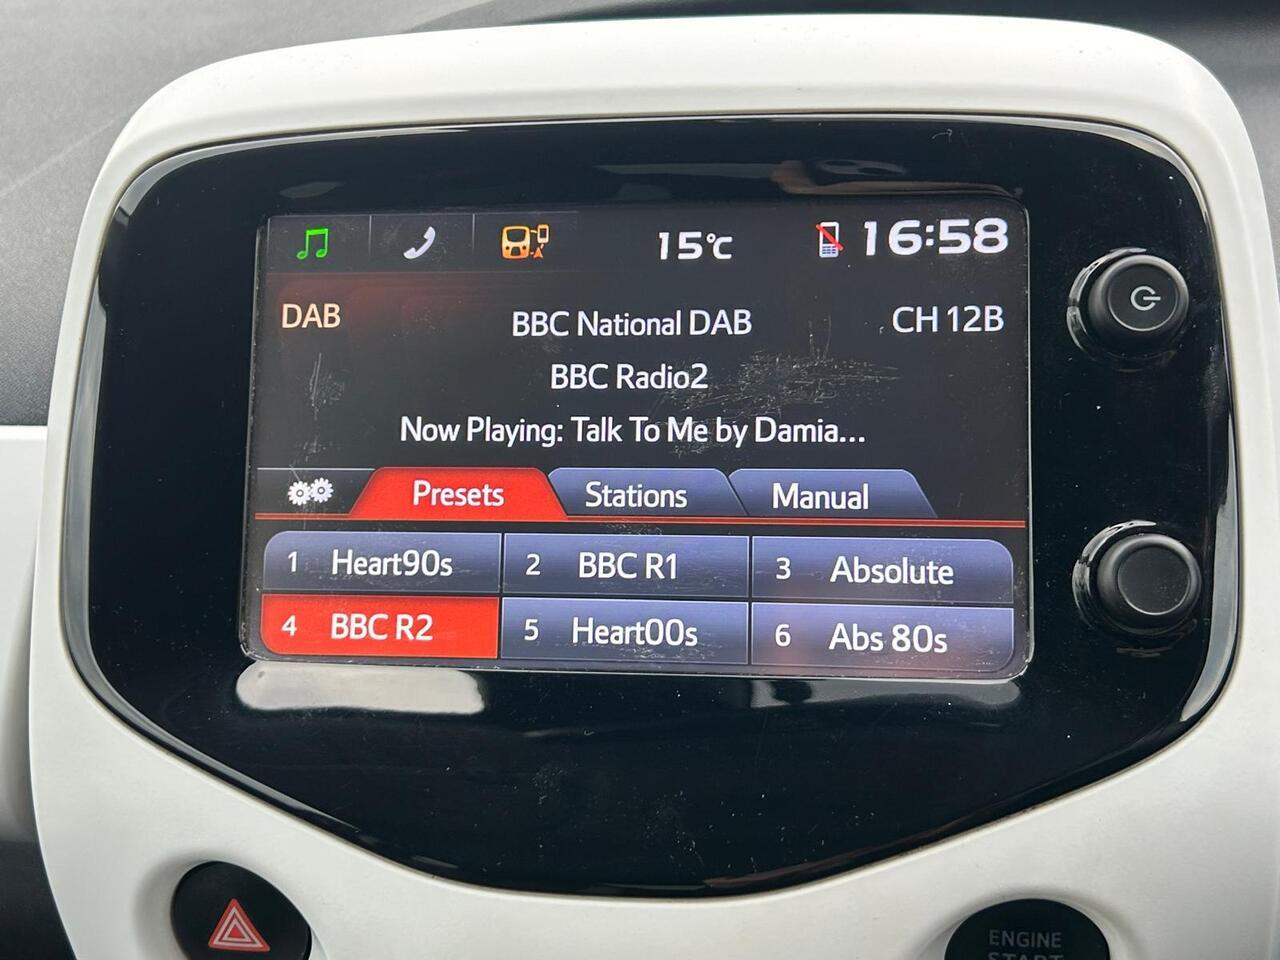 15°C 16:58
DAB BBC National DAB CH 12B
BBC Radio2
Now Playing: Talk To Me by Damia...
Presets Stations Manual
1 Heart90s 2 BBC R1 3 Absolute
4 BBC R2 5 Heart00s 6 Abs 80s
ENGINE
START